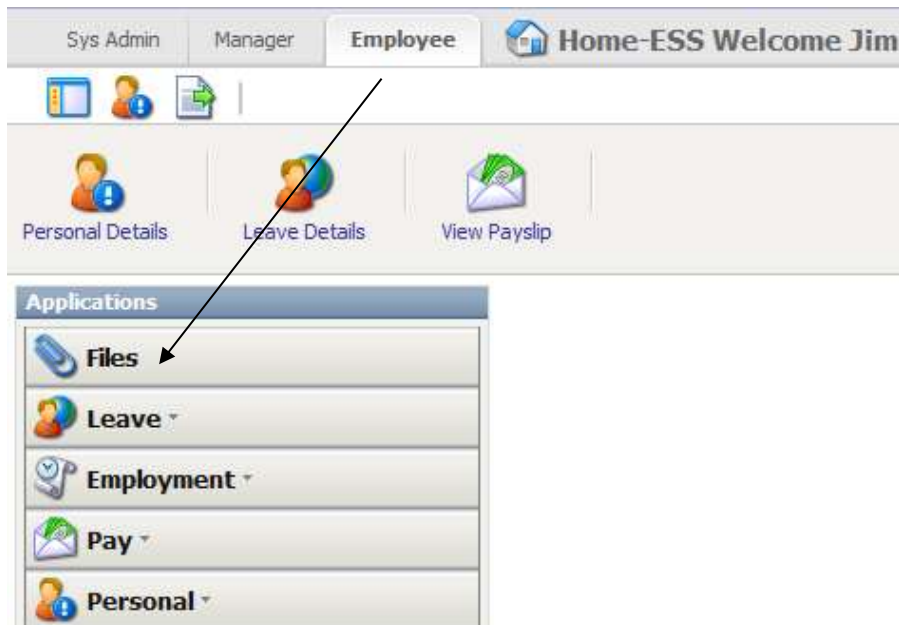 Sys Admin Manager Employee Home-ESS Welcome Jim
Personal Details Leave Details View Payslip
Applications
Files
Leave
Employment
Pay
Personal